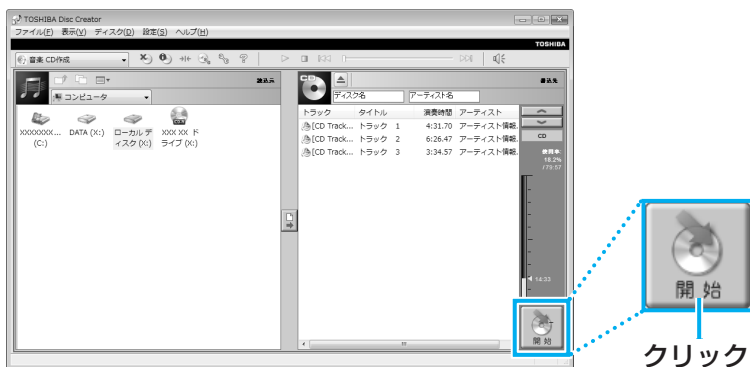 TOSHIBA Disc Creator
ファイル(F) 表示(V) ディスク(D) 設定(S) ヘルプ(H)
TOSHIBA
音楽 CD作成
読込元
コンピュータ
XXXXXXX... (C:)
DATA (X:)
ローカル ディスク (X:)
CD-R
XXX XX ドライブ (X:)
CD
書込先
ディスク名 アーティスト名
トラック タイトル 演奏時間 アーティスト
[CD Track... トラック 1 4:31.70 アーティスト情報.
[CD Track... トラック 2 6:26.47 アーティスト情報.
[CD Track... トラック 3 3:34.57 アーティスト情報.
CD
使用率:
18.2%
/79:57
14:33
開始
開始
クリック